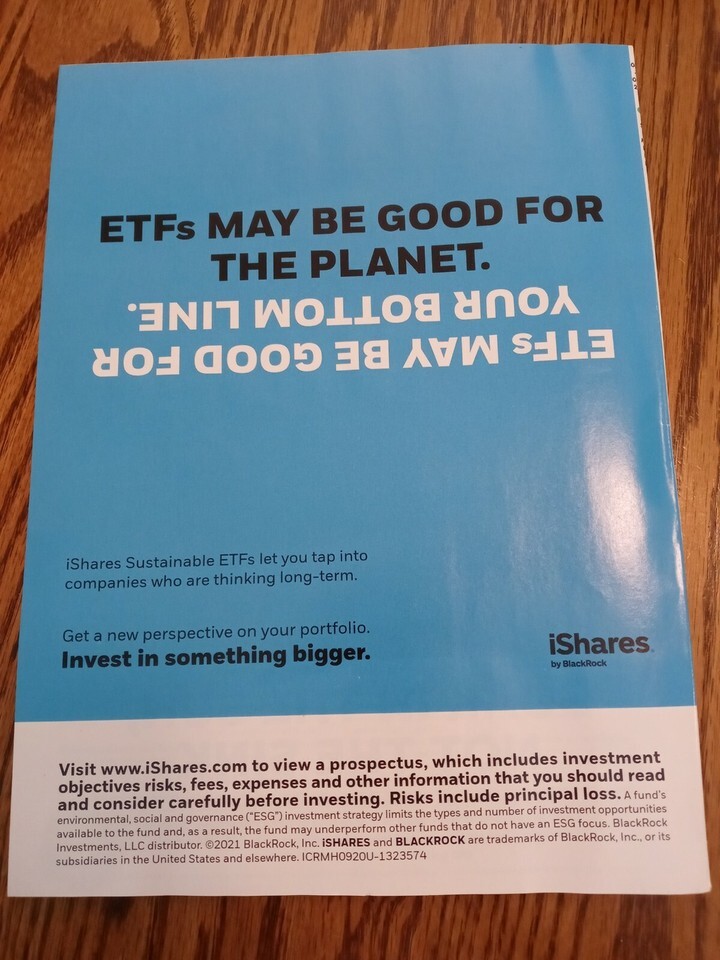 ETFs MAY BE GOOD FOR
THE PLANET.
ETFs MAY BE GOOD FOR
YOUR BOTTOM LINE.
iShares Sustainable ETFs let you tap into
companies who are thinking long-term.
Get a new perspective on your portfolio.
Invest in something bigger.
iShares®
by BlackRock
Visit www.iShares.com to view a prospectus, which includes investment
objectives risks, fees, expenses and other information that you should read
and consider carefully before investing. Risks include principal loss. A fund's
environmental, social and governance ("ESG") investment strategy limits the types and number of investment opportunities
available to the fund and, as a result, the fund may underperform other funds that do not have an ESG focus. BlackRock
Investments, LLC distributor. ©2021 BlackRock, Inc. iSHARES and BLACKROCK are trademarks of BlackRock, Inc., or its
subsidiaries in the United States and elsewhere. ICRMH0920U-1323574